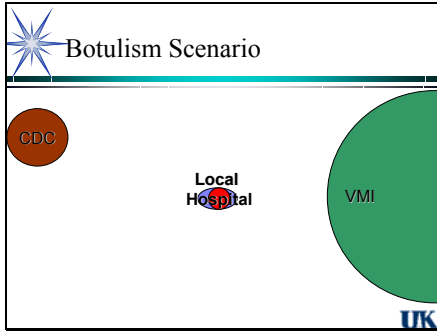 Botulism Scenario
CDC
Local
Hospital
VMI
UK